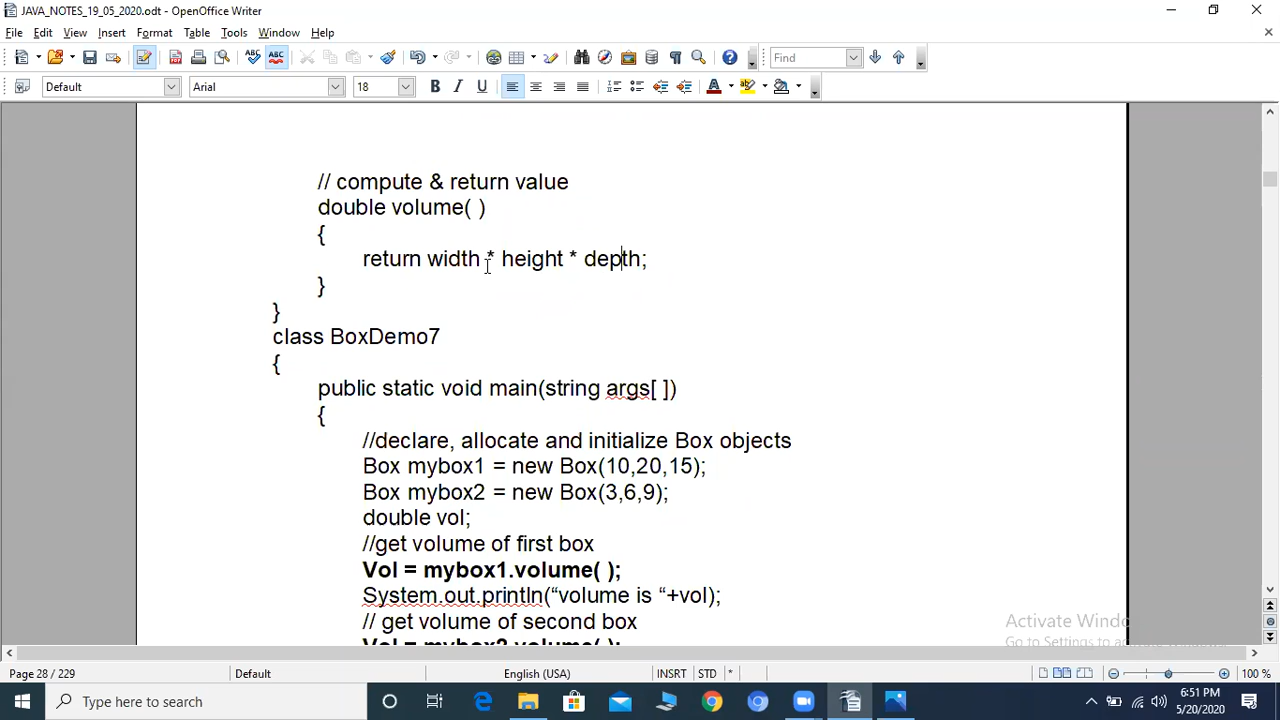 JAVA_NOTES_19_05_2020.odt - OpenOffice Writer
File Edit View Insert Format Table Tools Window Help
Find
Default Arial 18
// compute & return value
double volume( )
{
return width * height * depth;
}
}
class BoxDemo7
{
public static void main(string args[ ])
{
//declare, allocate and initialize Box objects
Box mybox1 = new Box(10,20,15);
Box mybox2 = new Box(3,6,9);
double vol;
//get volume of first box
Vol = mybox1.volume( );
System.out.println(“volume is “+vol);
// get volume of second box
Vol = mybox2.volume( );
Activate Windo
Go to Settings to activate Windows.
Page 28 / 229 Default English (USA) INSRT STD * 100 %
Type here to search
6:51 PM
5/20/2020